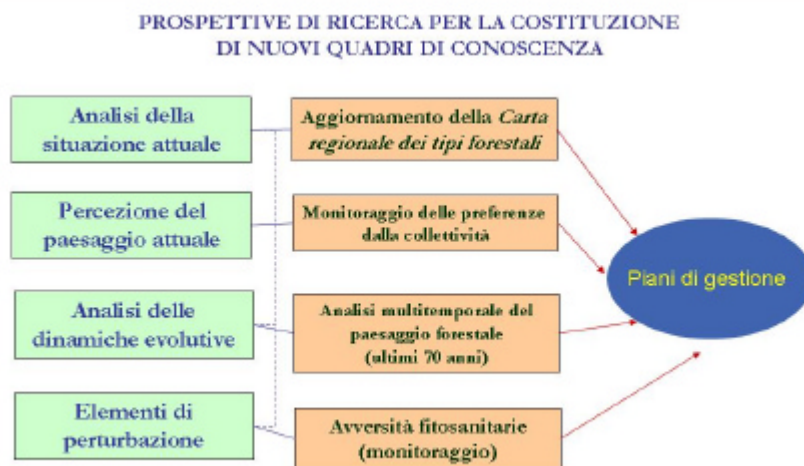 PROSPETTIVE DI RICERCA PER LA COSTITUZIONE
DI NUOVI QUADRI DI CONOSCENZA
Analisi della
situazione attuale
Aggiornamento della Carta
regionale dei tipi forestali
Percezione del
paesaggio attuale
Monitoraggio delle preferenze
dalla collettività
Piani di gestione
Analisi delle
dinamiche evolutive
Analisi multitemporale del
paesaggio forestale
(ultimi 70 anni)
Elementi di
perturbazione
Avversità fitosanitarie
(monitoraggio)